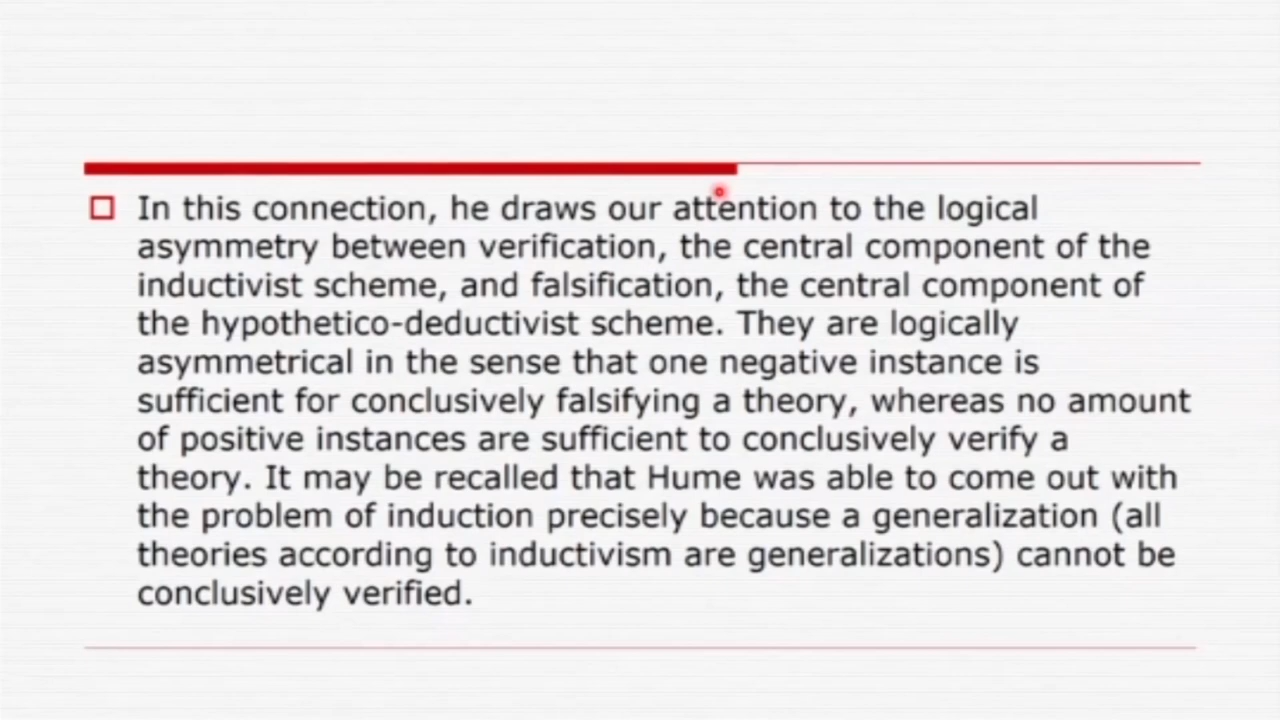 In this connection, he draws our attention to the logical
asymmetry between verification, the central component of the
inductivist scheme, and falsification, the central component of
the hypothetico-deductivist scheme. They are logically
asymmetrical in the sense that one negative instance is
sufficient for conclusively falsifying a theory, whereas no amount
of positive instances are sufficient to conclusively verify a
theory. It may be recalled that Hume was able to come out with
the problem of induction precisely because a generalization (all
theories according to inductivism are generalizations) cannot be
conclusively verified.